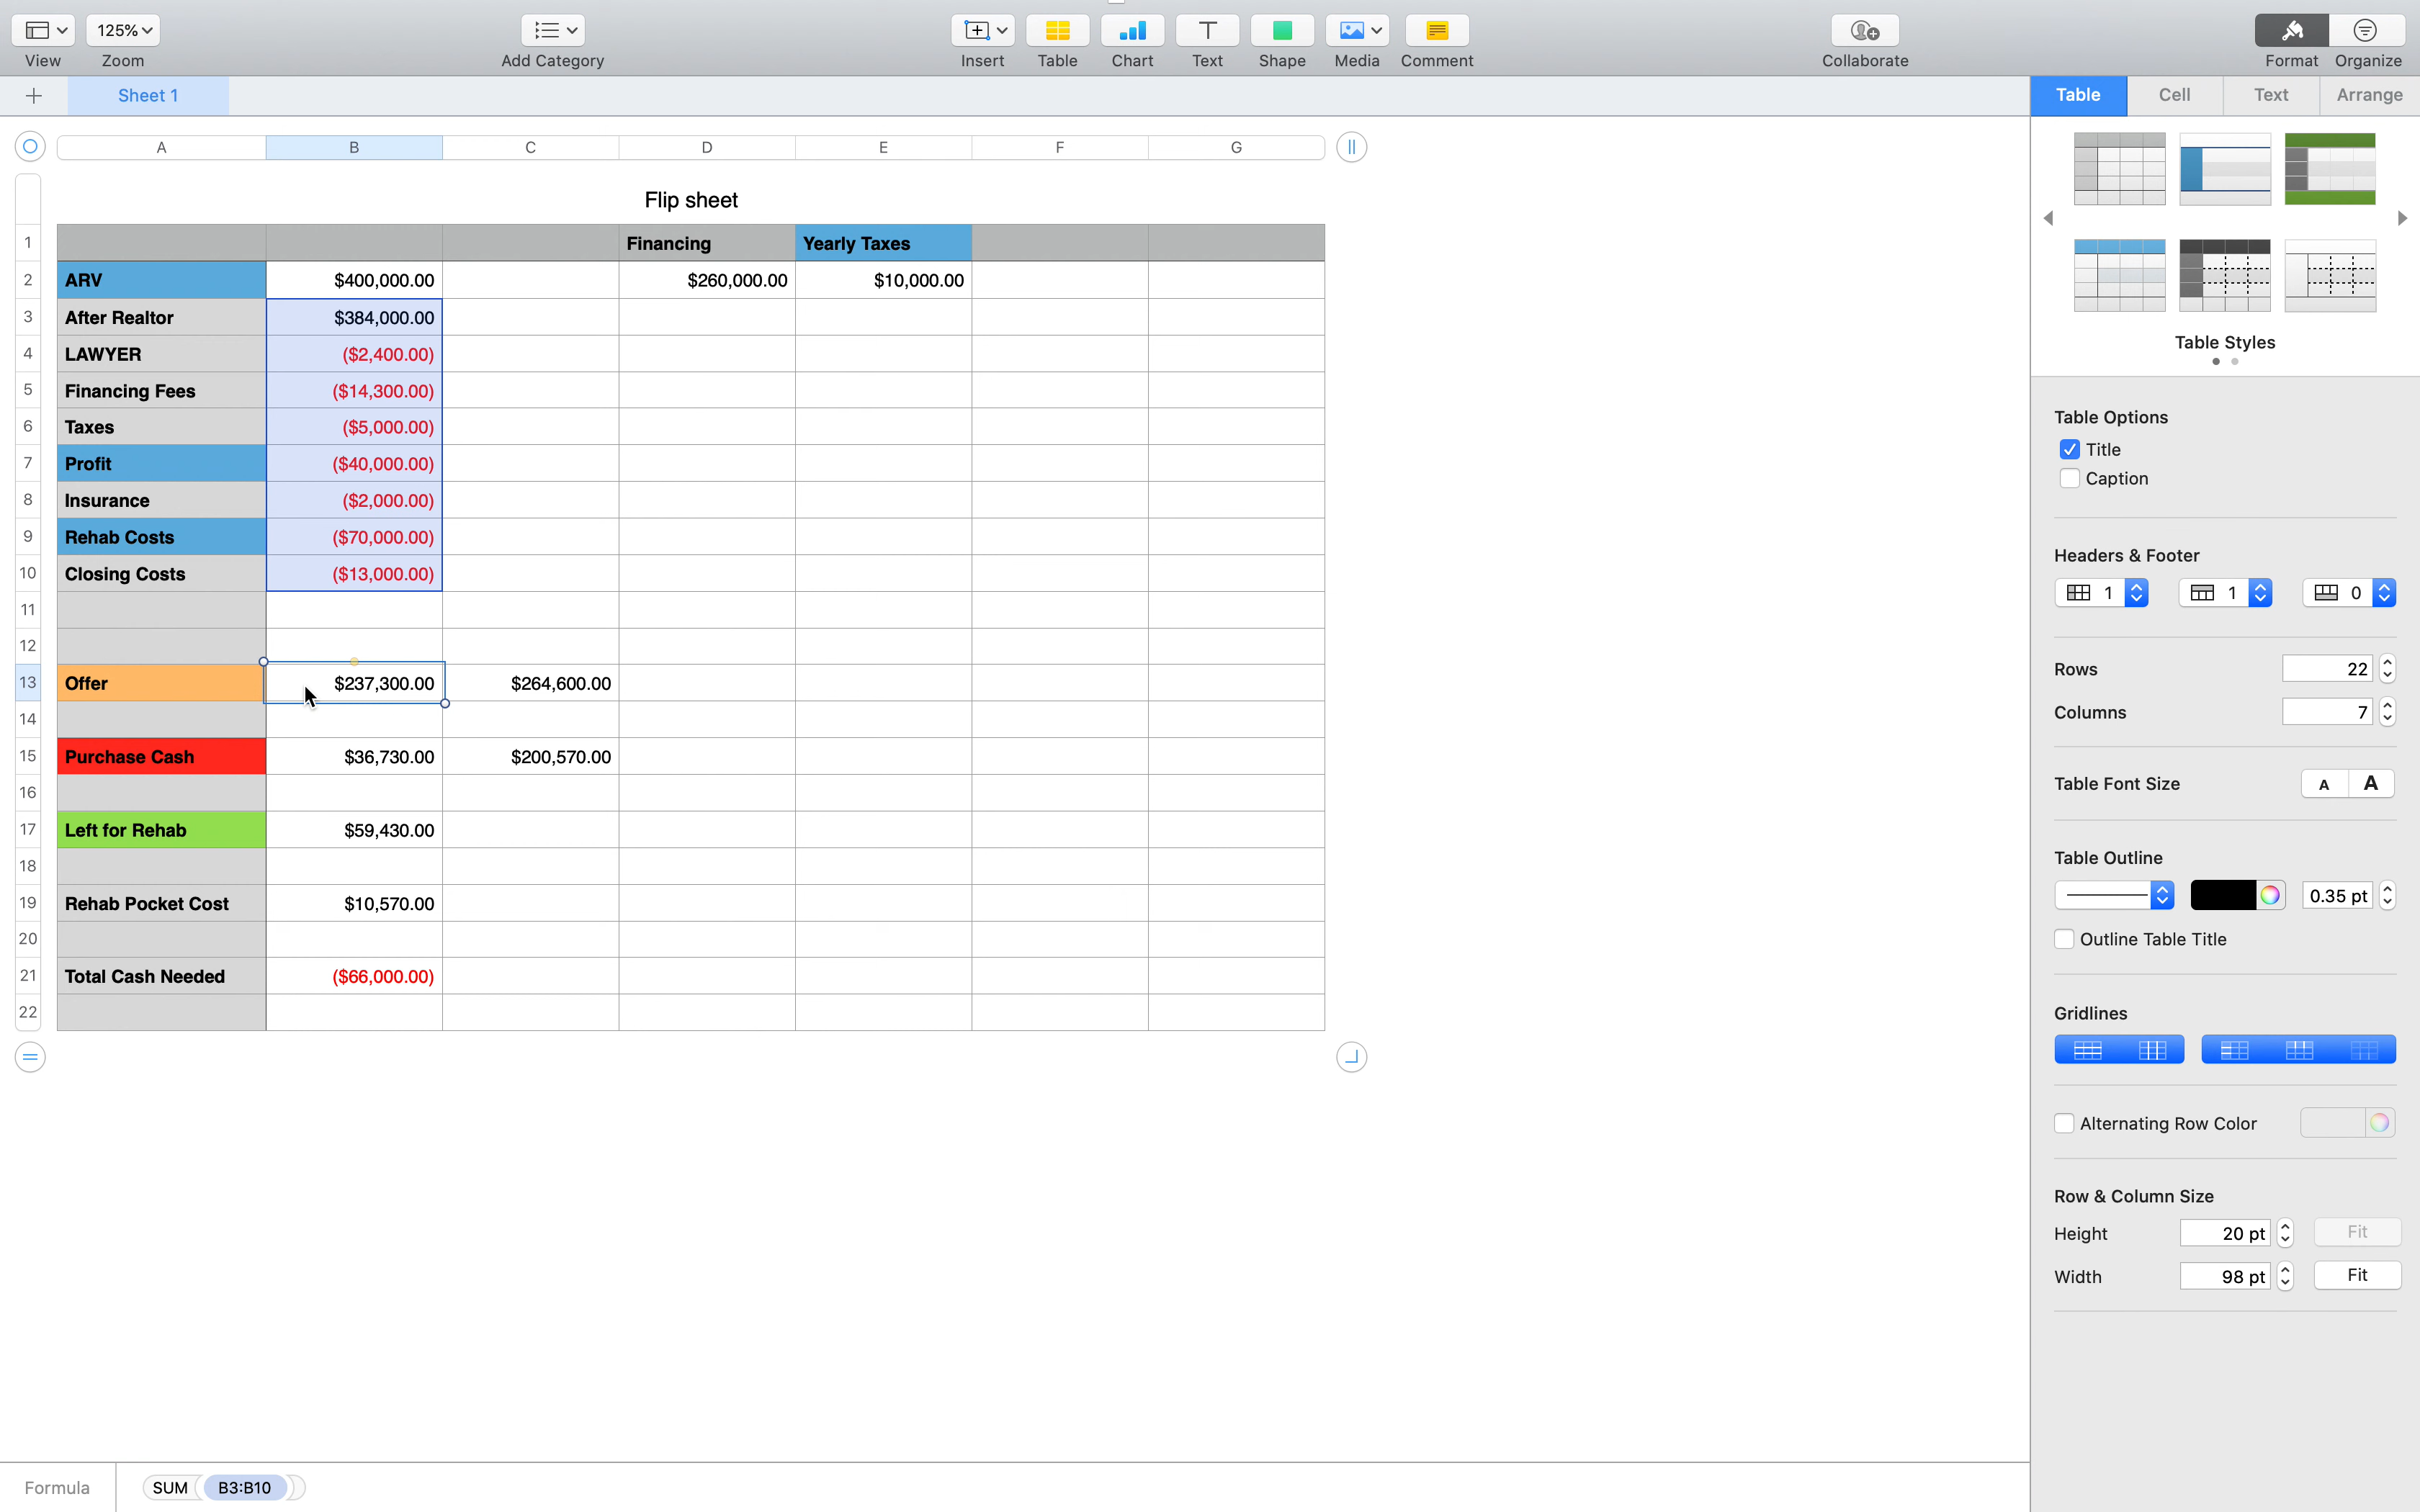 125%
View Zoom Add Category Insert Table Chart Text Shape Media Comment Collaborate Format Organize
Sheet 1
Table Cell Text Arrange
A B C D E F G
Flip sheet
1 Financing Yearly Taxes
2 ARV $400,000.00 $260,000.00 $10,000.00
3 After Realtor $384,000.00
4 LAWYER ($2,400.00)
5 Financing Fees ($14,300.00)
6 Taxes ($5,000.00)
7 Profit ($40,000.00)
8 Insurance ($2,000.00)
9 Rehab Costs ($70,000.00)
10 Closing Costs ($13,000.00)
11
12
13 Offer $237,300.00 $264,600.00
14
15 Purchase Cash $36,730.00 $200,570.00
16
17 Left for Rehab $59,430.00
18
19 Rehab Pocket Cost $10,570.00
20
21 Total Cash Needed ($66,000.00)
22
Table Styles
Table Options
Title
Caption
Headers & Footer
1 1 0
Rows 22
Columns 7
Table Font Size A A
Table Outline
0.35 pt
Outline Table Title
Gridlines
Alternating Row Color
Row & Column Size
Height 20 pt Fit
Width 98 pt Fit
Formula SUM B3:B10